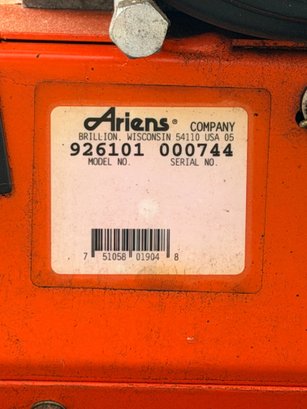 Ariens® COMPANY
BRILLION, WISCONSIN 54110 USA 05
926101 000744
MODEL NO. SERIAL NO.
7 51058 01904 8